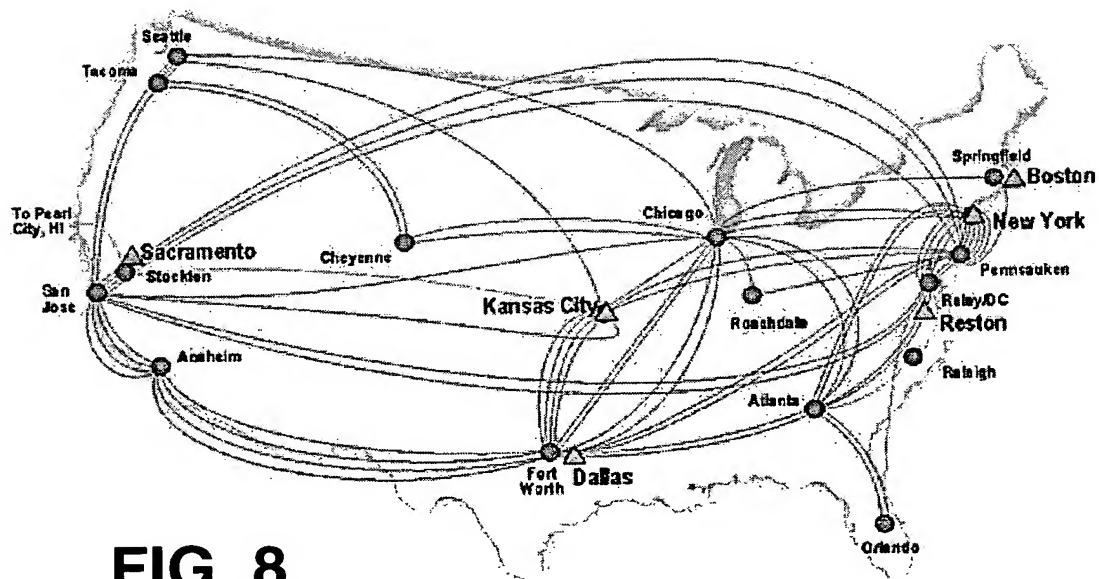 Seattle
Tacoma
Springfield
Boston
To Pearl
City, HI
Chicago
New York
Sacramento
Cheyenne
Pennsauken
Stockton
San
Jose
Kansas City
Relay/DC
Roachdale
Reston
Anaheim
Raleigh
Atlanta
Fort
Worth
Dallas
Orlando
FIG. 8